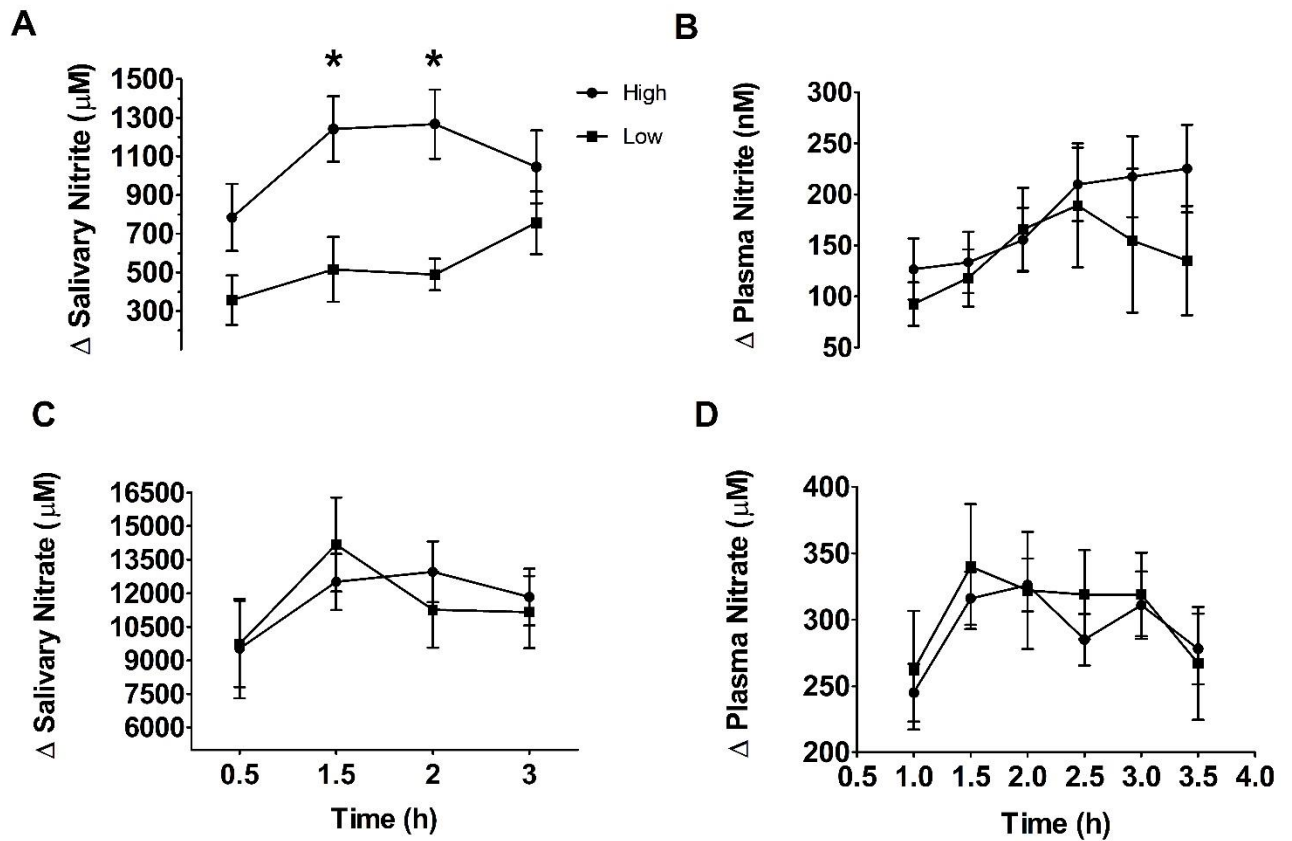 A
* *
Δ Salivary Nitrite (μM)
1500
1300
1100
900
700
500
300
High
Low
B
Δ Plasma Nitrite (nM)
300
250
200
150
100
50
C
Δ Salivary Nitrate (μM)
16500
15000
13500
12000
10500
9000
7500
6000
0.5 1.5 2 3
Time (h)
D
Δ Plasma Nitrate (μM)
400
350
300
250
200
0.5 1.0 1.5 2.0 2.5 3.0 3.5 4.0
Time (h)